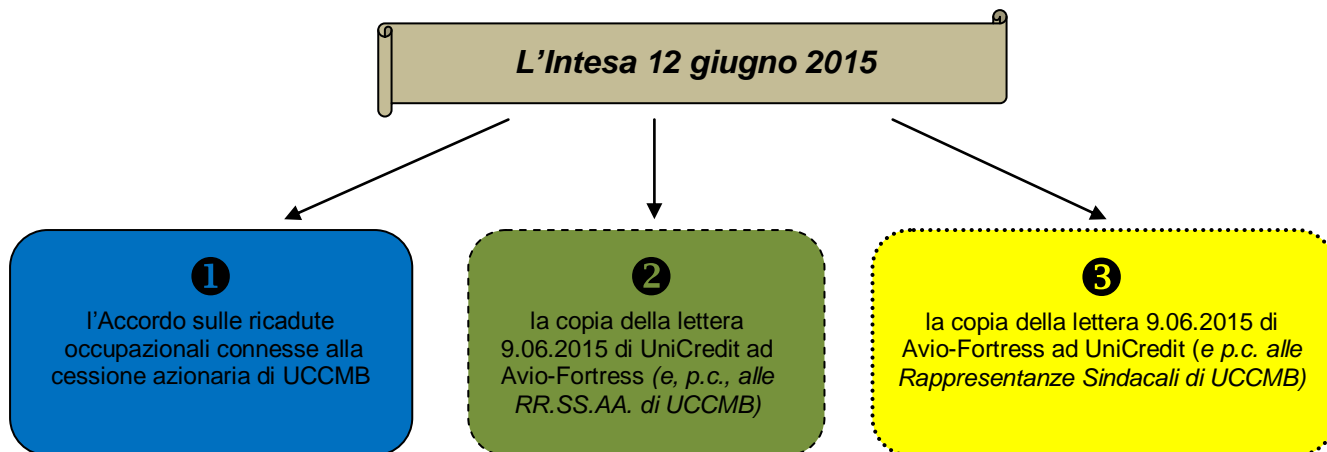 L’Intesa 12 giugno 2015
❶
l’Accordo sulle ricadute
occupazionali connesse alla
cessione azionaria di UCCMB
❷
la copia della lettera
9.06.2015 di UniCredit ad
Avio-Fortress (e, p.c., alle
RR.SS.AA. di UCCMB)
❸
la copia della lettera 9.06.2015 di
Avio-Fortress ad UniCredit (e p.c. alle
Rappresentanze Sindacali di UCCMB)